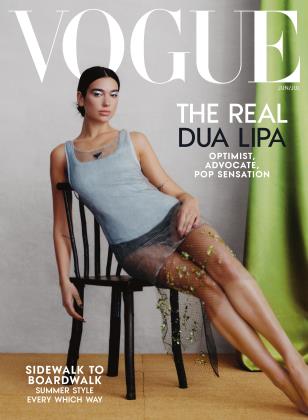 VOGUE
JUN/JUL
THE REAL
DUA LIPA
OPTIMIST,
ADVOCATE,
POP SENSATION
SIDEWALK TO
BOARDWALK
SUMMER STYLE
EVERY WHICH WAY